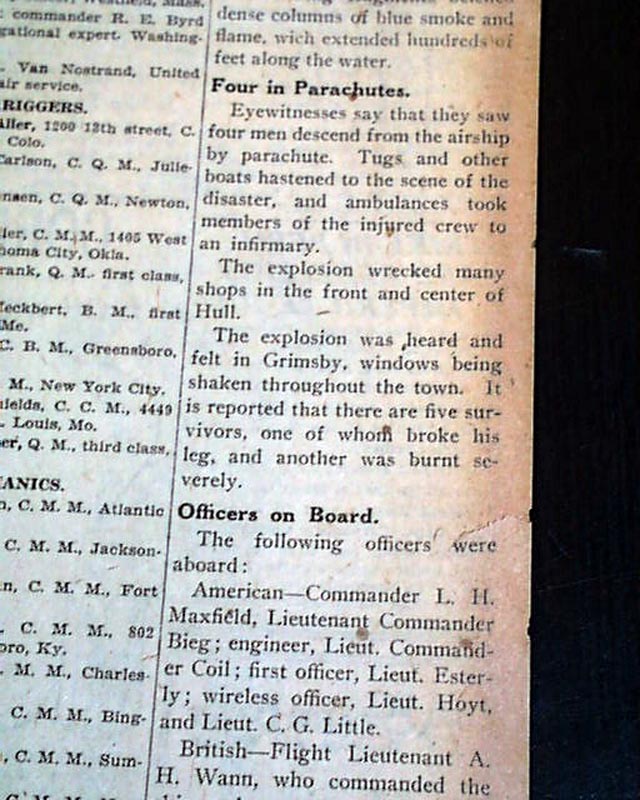 commander R. E. Byrd
gational expert. Washing-
Van Nostrand, United
air service.
RIGGERS.
Aller, 1200 13th street, C.
Colo.
Carlson, C. Q. M., Julie-
nsen, C. Q. M., Newton,
ler, C. M. M., 1405 West
homa City, Okla.
rank, Q. M. first class,
Heckbert, B. M., first
Me.
C. B. M., Greensboro,
M., New York City.
hields, C. C. M., 4449
Louis, Mo.
er, Q. M., third class,
ANICS.
n, C. M. M., Atlantic
C. M. M., Jackson-
n, C. M. M., Fort
C. M. M., 802
oro, Ky.
M. M., Charles-
C. M. M., Bing-
, C. M. M., Sum-
dense columns of blue smoke and
flame, wich extended hundreds of
feet along the water.
Four in Parachutes.
Eyewitnesses say that they saw
four men descend from the airship
by parachute. Tugs and other
boats hastened to the scene of the
disaster, and ambulances took
members of the injured crew to
an infirmary.
The explosion wrecked many
shops in the front and center of
Hull.
The explosion was heard and
felt in Grimsby, windows being
shaken throughout the town. It
is reported that there are five sur-
vivors, one of whom broke his
leg, and another was burnt se-
verely.
Officers on Board.
The following officers were
aboard:
American—Commander L. H.
Maxfield, Lieutenant Commander
Bieg; engineer, Lieut. Command-
er Coil; first officer, Lieut. Ester-
ly; wireless officer, Lieut. Hoyt,
and Lieut. C. G. Little.
British—Flight Lieutenant A.
H. Wann, who commanded the